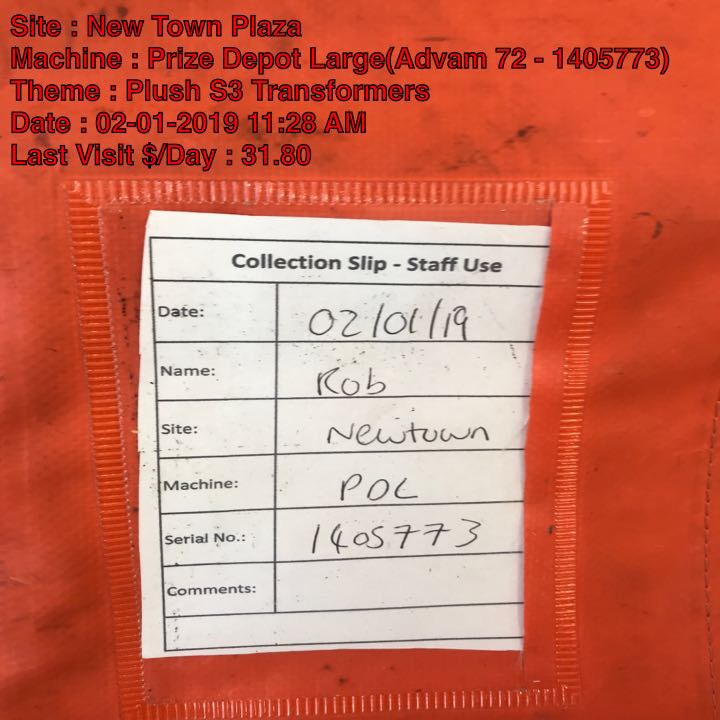 Site : New Town Plaza
Machine : Prize Depot Large(Advam 72 - 1405773)
Theme : Plush S3 Transformers
Date : 02-01-2019 11:28 AM
Last Visit $/Day : 31.80
Collection Slip - Staff Use
Date: 02/01/19
Name: Rob
Site: Newtown
Machine: PDL
Serial No.: 1405773
Comments: